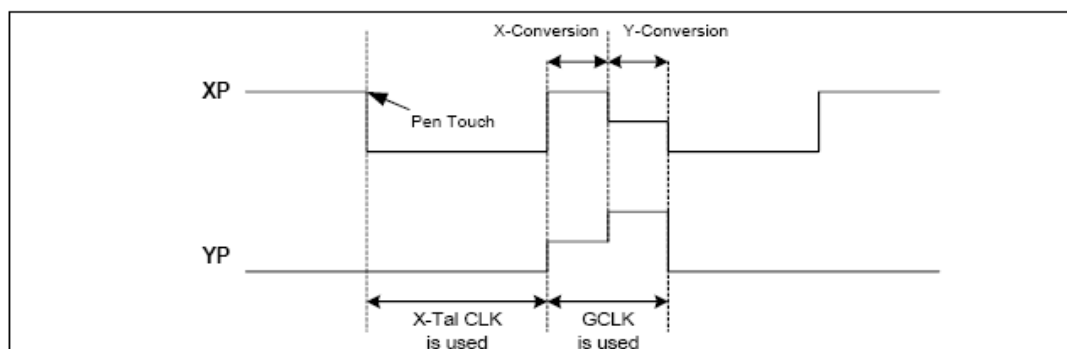 X-Conversion Y-Conversion
XP
Pen Touch
YP
X-Tal CLK
is used
GCLK
is used